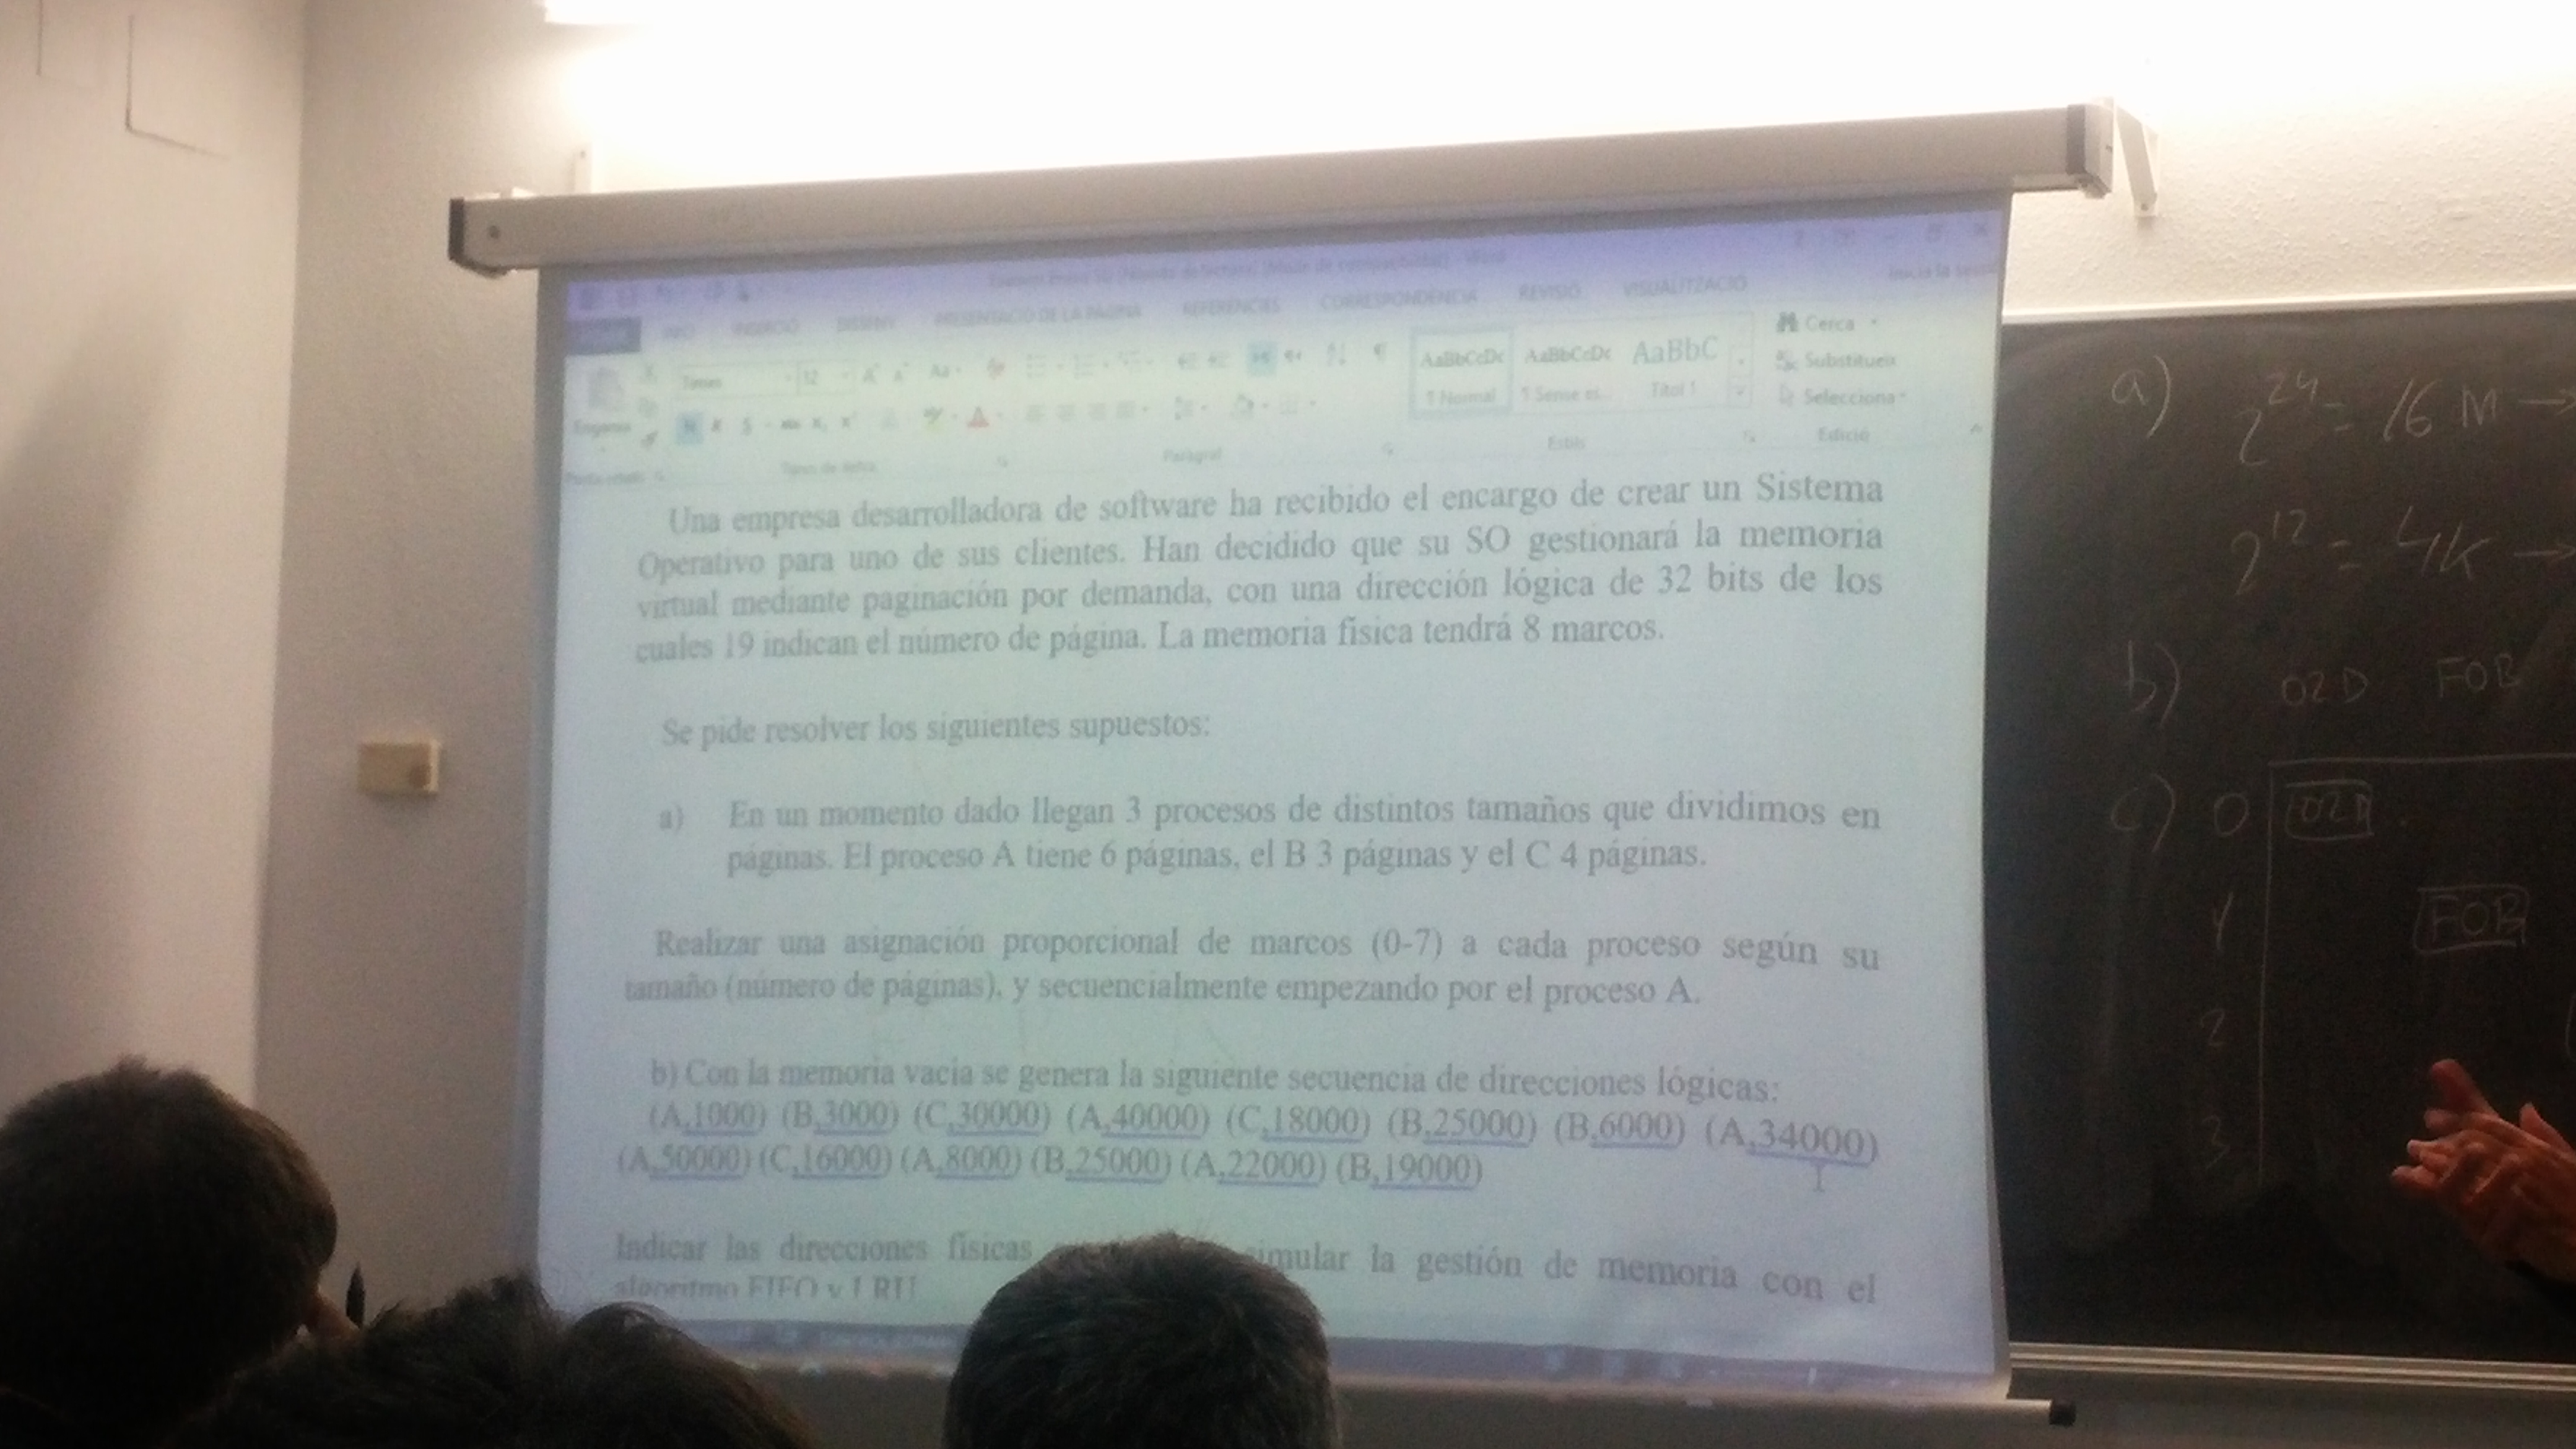 REFERÈNCIES CORRESPONDÈNCIA REVISIÓ VISUALITZACIÓ
Inicia la
PRESENTACIÓ DE LA PÀGINA
Cerca
AaBbCcDc AaBbCcDc AaBbC
Times 12 Aa
Substitueix
¶ Normal ¶ Sense es... Títol 1
Selecciona
Paràgraf Estils Edició
Una empresa desarrolladora de software ha recibido el encargo de crear un Sistema
Operativo para uno de sus clientes. Han decidido que su SO gestionará la memoria
virtual mediante paginación por demanda, con una dirección lógica de 32 bits de los
cuales 19 indican el número de página. La memoria física tendrá 8 marcos.
Se pide resolver los siguientes supuestos:
a) En un momento dado llegan 3 procesos de distintos tamaños que dividimos en
páginas. El proceso A tiene 6 páginas, el B 3 páginas y el C 4 páginas.
Realizar una asignación proporcional de marcos (0-7) a cada proceso según su
tamaño (número de páginas), y secuencialmente empezando por el proceso A.
b) Con la memoria vacia se genera la siguiente secuencia de direcciones lógicas:
(A,1000) (B,3000) (C,30000) (A,40000) (C,18000) (B,25000) (B,6000) (A,34000)
(A,50000) (C,16000) (A,8000) (B,25000) (A,22000) (B,19000)
Indicar las direcciones físicas simular la gestión de memoria con el
algoritmo FIFO y LRU
a) 2^24 = 16 M →
2^12 = 4k →
b) 02D FOB
c) 0 02D
1 FOB
2
3